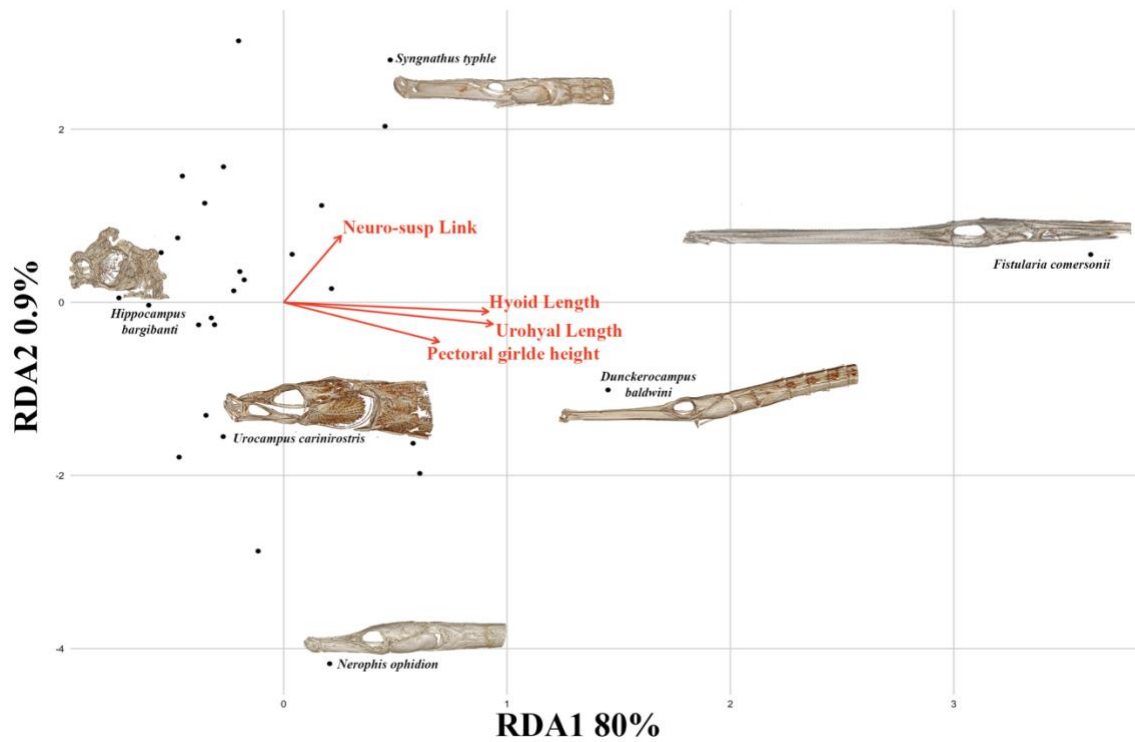 Syngnathus typhle
2
Neuro-susp Link
Fistularia comersonii
0
Hyoid Length
Hippocampus
bargibanti
Urohyal Length
Pectoral girlde height
Dunckerocampus
baldwini
Urocampus carinirostris
-2
-4
Nerophis ophidion
RDA2 0.9%
0
1
2
3
RDA1 80%